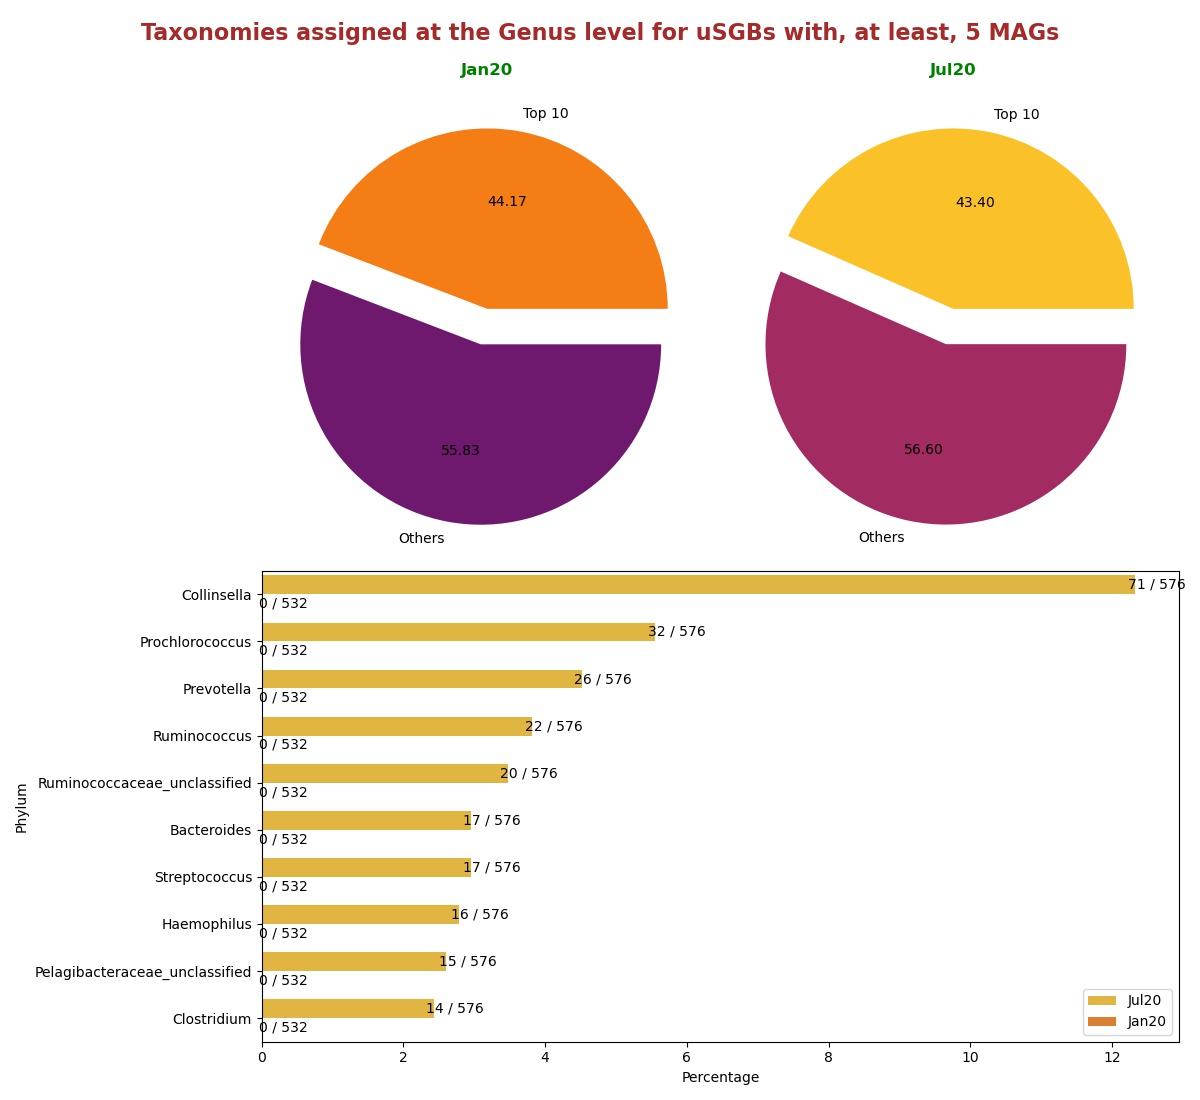 Taxonomies assigned at the Genus level for uSGBs with, at least, 5 MAGs
Jan20
Jul20
Top 10
Top 10
44.17
43.40
55.83
56.60
Others
Others
Collinsella
71 / 576
0 / 532
Prochlorococcus
32 / 576
0 / 532
Prevotella
26 / 576
0 / 532
Ruminococcus
22 / 576
0 / 532
Ruminococcaceae_unclassified
20 / 576
0 / 532
Bacteroides
17 / 576
0 / 532
Streptococcus
17 / 576
0 / 532
Haemophilus
16 / 576
0 / 532
Pelagibacteraceae_unclassified
15 / 576
0 / 532
Clostridium
14 / 576
0 / 532
Phylum
Jul20
Jan20
0 2 4 6 8 10 12
Percentage